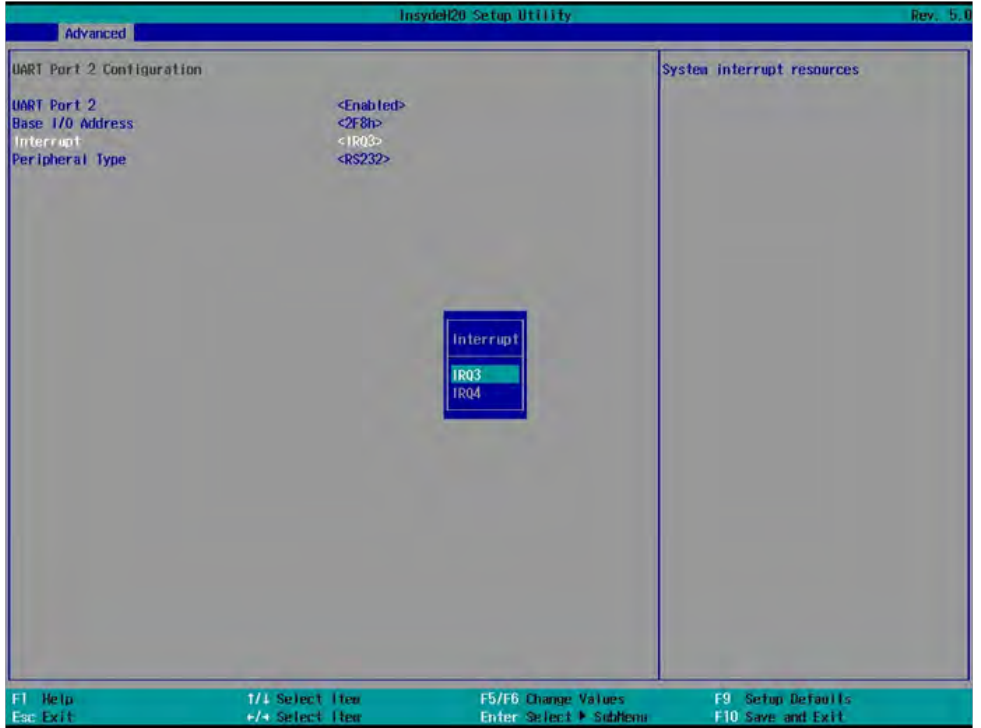 InsydeH20 Setup Utility Rev. 5.0
Advanced
UART Port 2 Configuration
System interrupt resources
UART Port 2 <Enabled>
Base I/O Address <2F8h>
Interrupt <IRQ3>
Peripheral Type <RS232>
Interrupt
IRQ3
IRQ4
F1 Help ↑/↓ Select Item F5/F6 Change Values F9 Setup Defaults
Esc Exit ←/→ Select Item Enter Select ▶ SubMenu F10 Save and Exit